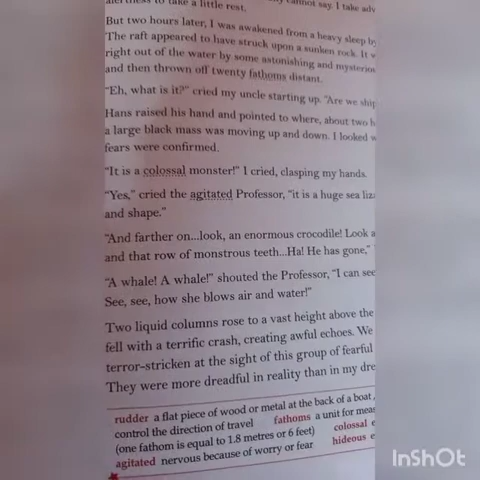 to take a little rest.
cannot say. I take
But two hours later, I was awakened from a heavy sleep by
The raft appeared to have struck upon a sunken rock. It
right out of the water by some astonishing and
and then thrown off twenty fathoms distant.
"Eh, what is it?" cried my uncle starting up. "Are we
Hans raised his hand and pointed to where, about two
a large black mass was moving up and down. I looked
fears were confirmed.
"It is a colossal monster!" I cried, clasping my hands.
"Yes," cried the agitated Professor, "it is a huge sea
and shape."
"And farther on...look, an enormous crocodile! Look
and that row of monstrous teeth...Ha! He has gone,"
"A whale! A whale!" shouted the Professor, "I can see
See, see, how she blows air and water!"
Two liquid columns rose to a vast height above the
fell with a terrific crash, creating awful echoes. We
terror-stricken at the sight of this group of fearful
They were more dreadful in reality than in my
rudder a flat piece of wood or metal at the back of a boat,
control the direction of travel fathoms a unit for
(one fathom is equal to 1.8 metres or 6 feet) colossal
agitated nervous because of worry or fear hideous
InShOt